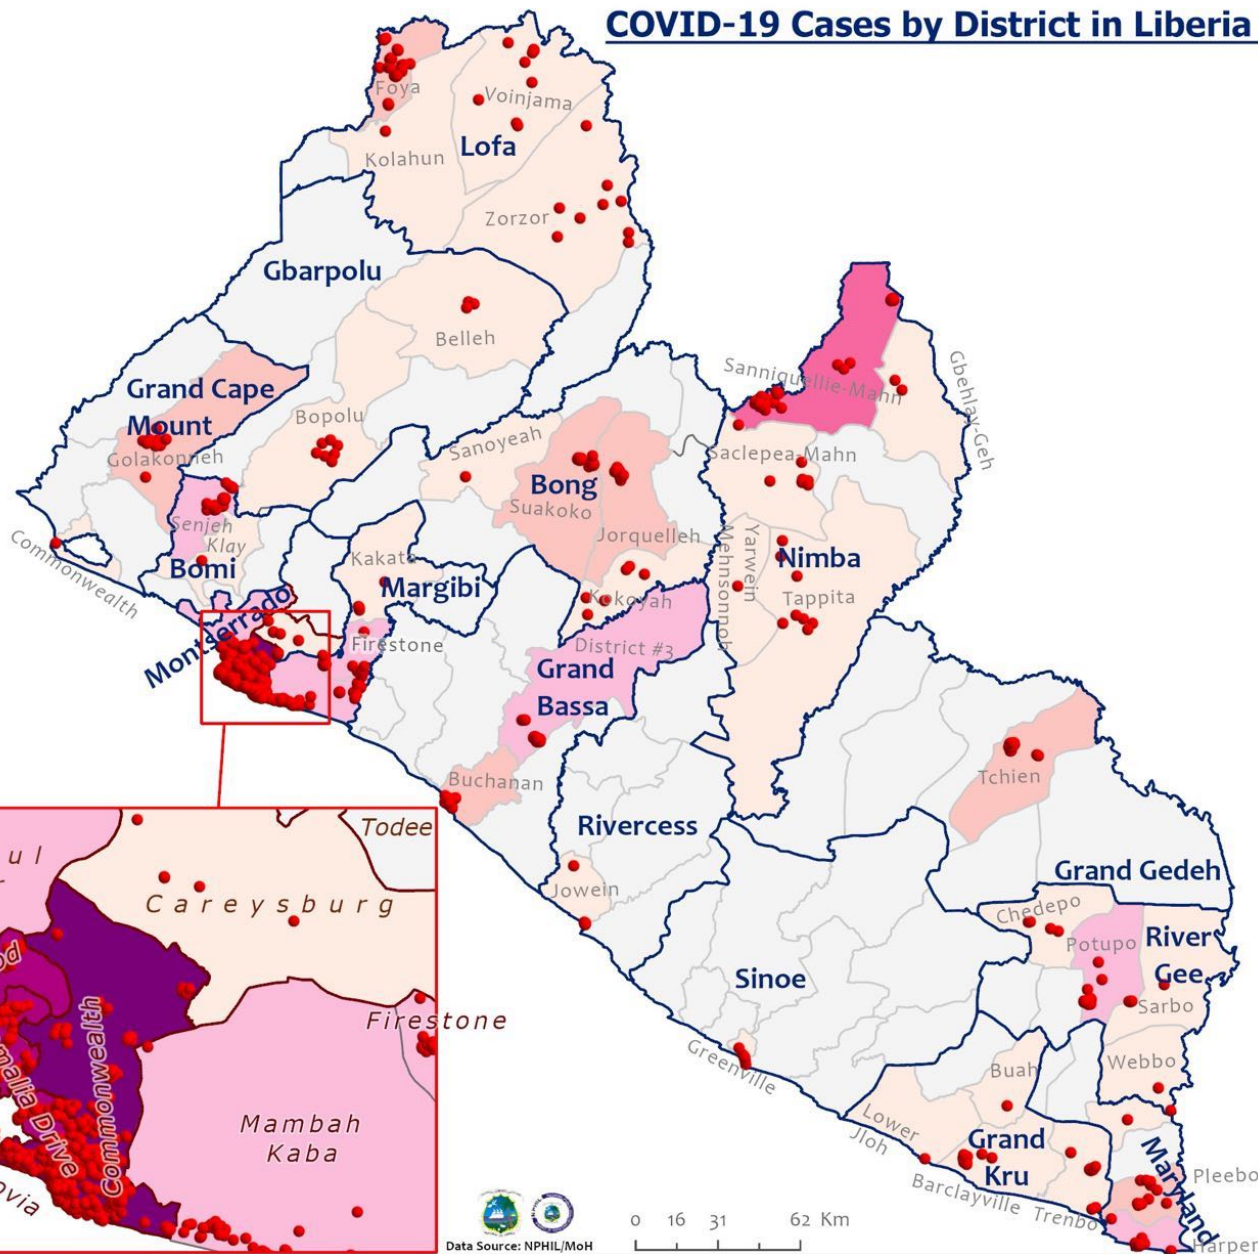 COVID-19 Cases by District in Liberia
Foya
Voinjama
Lofa
Kolahun
Zorzor
Gbarpolu
Belleh
Grand Cape
Mount
Golakonneh
Bopolu
Sanniquellie-Mahn
Gbehlay-Geh
Sanoyeah
Saclepea-Mahn
Bong
Suakoko
Jorquelleh
Senjeh
Klay
Commonwealth
Bomi
Kakata
Margibi
Kokoyah
Yarwein
Mehnsonnoh
Nimba
Tappita
Montserrado
Firestone
District #3
Grand
Bassa
Buchanan
Tchien
Rivercess
Jowein
Grand Gedeh
Chedepo
Potupo
River
Gee
Sarbo
Sinoe
Greenville
Buah
Webbo
Lower
Jloh
Grand
Kru
Barclayville
Trenbo
Maryland
Pleebo
Harper
Todee
Careysburg
Firestone
Commonwealth
Mambah
Kaba
Drive
0 16 31 62 Km
Data Source: NPHIL/MoH